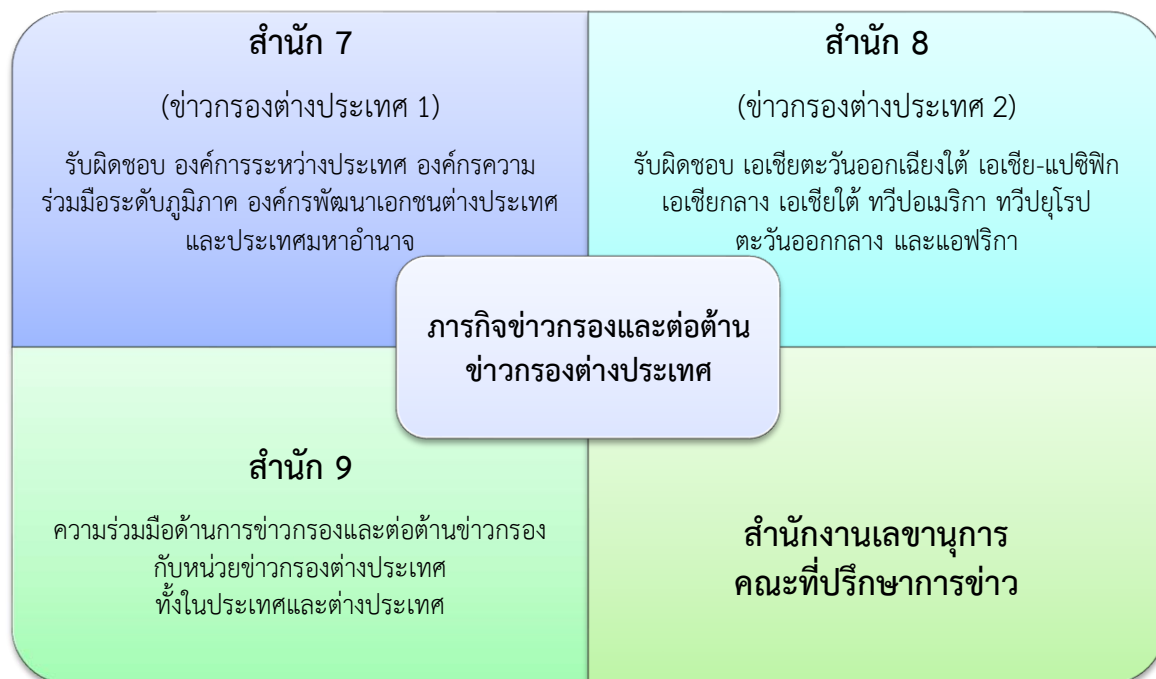 สำนัก 7
(ข่าวกรองต่างประเทศ 1)
รับผิดชอบ องค์การระหว่างประเทศ องค์กรความ
ร่วมมือระดับภูมิภาค องค์กรพัฒนาเอกชนต่างประเทศ
และประเทศมหาอำนาจ
สำนัก 8
(ข่าวกรองต่างประเทศ 2)
รับผิดชอบ เอเชียตะวันออกเฉียงใต้ เอเชีย-แปซิฟิก
เอเชียกลาง เอเชียใต้ ทวีปอเมริกา ทวีปยุโรป
ตะวันออกกลาง และแอฟริกา
ภารกิจข่าวกรองและต่อต้าน
ข่าวกรองต่างประเทศ
สำนัก 9
ความร่วมมือด้านการข่าวกรองและต่อต้านข่าวกรอง
กับหน่วยข่าวกรองต่างประเทศ
ทั้งในประเทศและต่างประเทศ
สำนักงานเลขานุการ
คณะที่ปรึกษาการข่าว